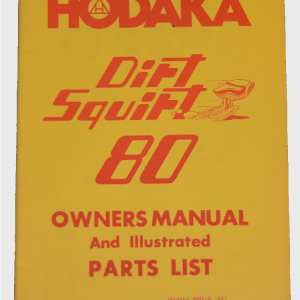 HODAKA
Dirt
Squirt
80
OWNERS MANUAL
And Illustrated
PARTS LIST